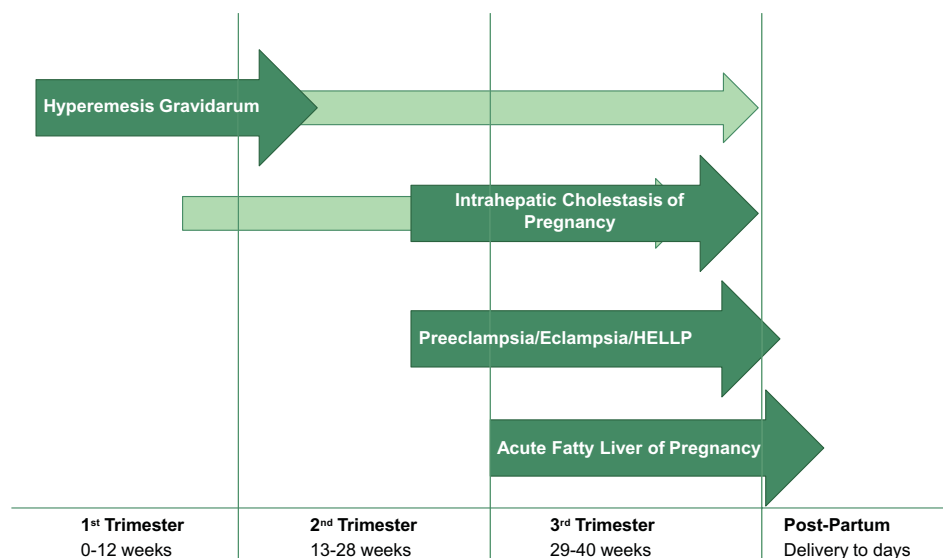 Hyperemesis Gravidarum
Intrahepatic Cholestasis of
Pregnancy
Preeclampsia/Eclampsia/HELLP
Acute Fatty Liver of Pregnancy
1st Trimester
0-12 weeks
2nd Trimester
13-28 weeks
3rd Trimester
29-40 weeks
Post-Partum
Delivery to days